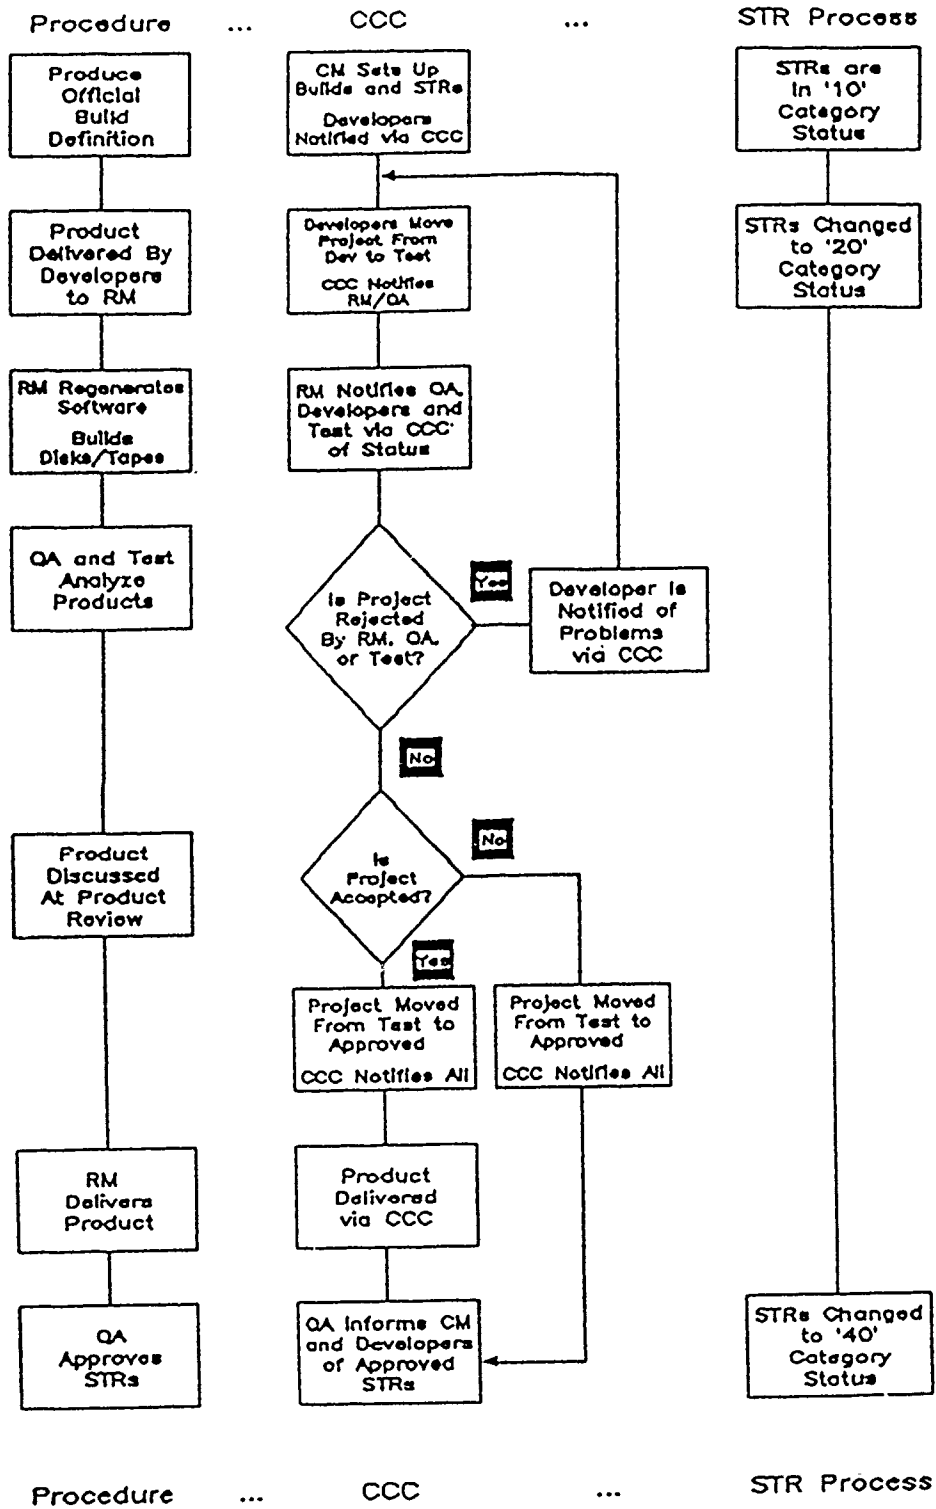 Procedure ... CCC ... STR Process
Produce
Official
Build
Definition
CM Sets Up
Builds and STRs
Developers
Notified via CCC
STRs are
in '10'
Category
Status
Product
Delivered By
Developers
to RM
Developers Move
Project From
Dev to Test
CCC Notifies
RM/QA
STRs Changed
to '20'
Category
Status
RM Regenerates
Software
Builds
Disks/Tapes
RM Notifies QA,
Developers and
Test via CCC'
of Status
QA and Test
Analyze
Products
Is Project
Rejected
By RM, QA,
or Test?
Yes
Developer is
Notified of
Problems
via CCC
No
Product
Discussed
At Product
Review
Is
Project
Accepted?
No
Yes
Project Moved
From Test to
Approved
CCC Notifies All
Project Moved
From Test to
Approved
CCC Notifies All
RM
Delivers
Product
Product
Delivered
via CCC
QA
Approves
STRs
QA Informs CM
and Developers
of Approved
STRs
STRs Changed
to '40'
Category
Status
Procedure ... CCC ... STR Process